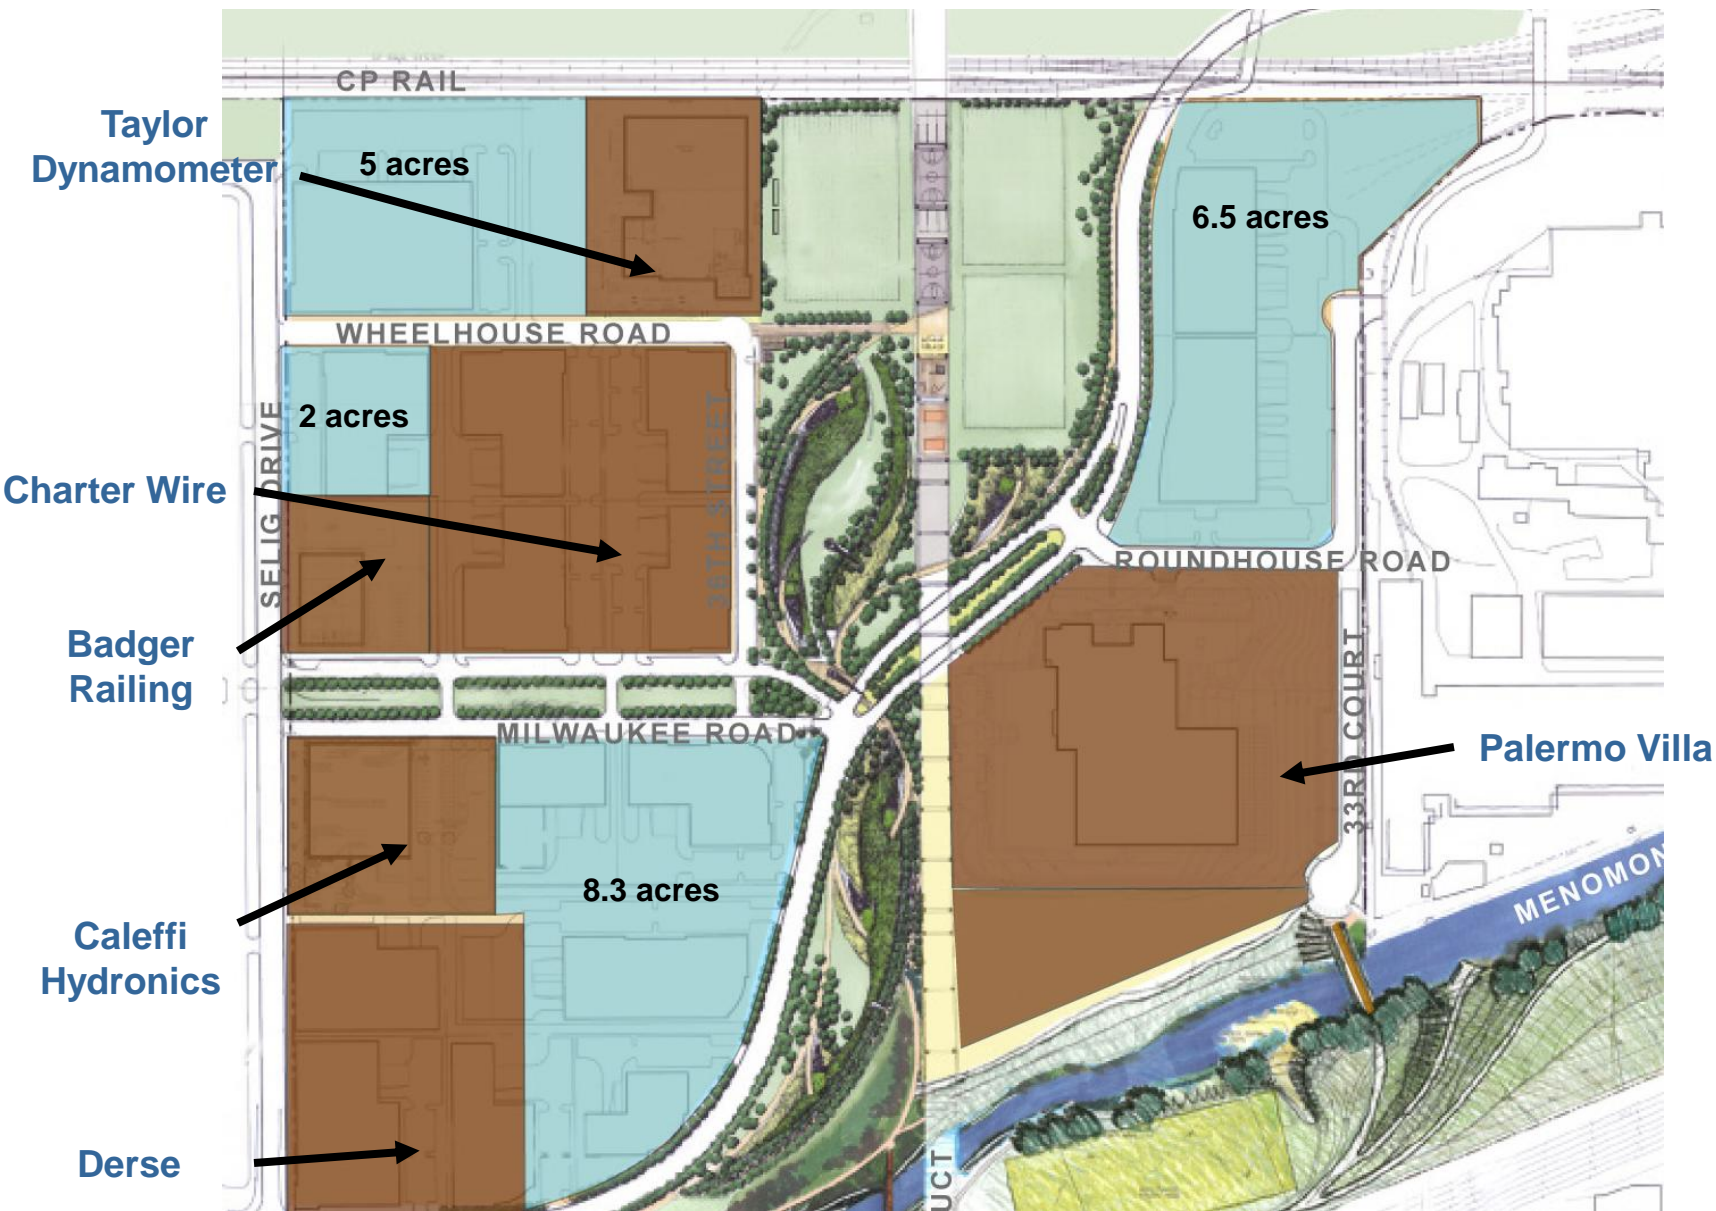 CP RAIL
Taylor
Dynamometer
5 acres
6.5 acres
WHEELHOUSE ROAD
2 acres
SELIG DRIVE
36TH STREET
Charter Wire
ROUNDHOUSE ROAD
Badger
Railing
33RD COURT
MILWAUKEE ROAD
Palermo Villa
8.3 acres
MENOMON
Caleffi
Hydronics
Derse
UCT